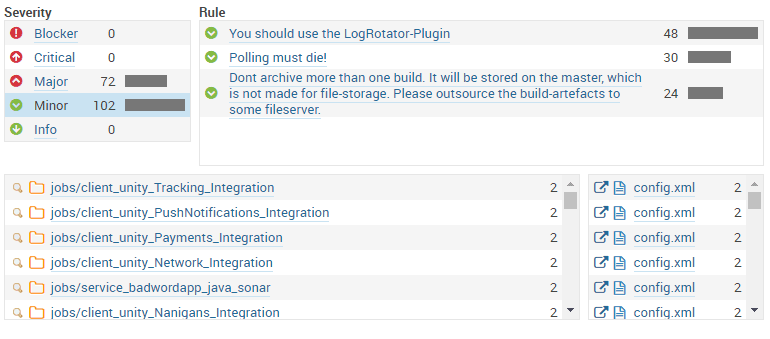 Severity
Rule
Blocker 0
Critical 0
Major 72
Minor 102
Info 0
You should use the LogRotator-Plugin 48
Polling must die! 30
Dont archive more than one build. It will be stored on the master, which
is not made for file-storage. Please outsource the build-artefacts to 24
some fileserver.
jobs/client_unity_Tracking_Integration 2
jobs/client_unity_PushNotifications_Integration 2
jobs/client_unity_Payments_Integration 2
jobs/client_unity_Network_Integration 2
jobs/service_badwordapp_java_sonar 2
jobs/client_unity_Nanigans_Integration 2
config.xml 2
config.xml 2
config.xml 2
config.xml 2
config.xml 2
config.xml 2